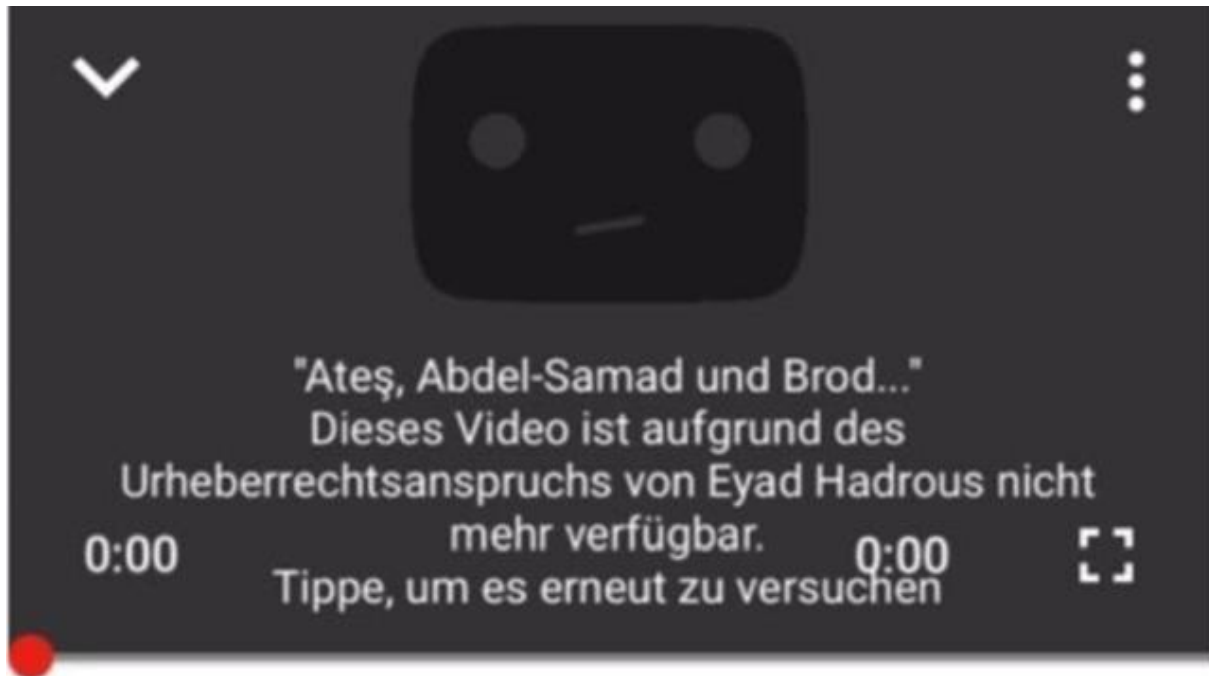 "Ateş, Abdel-Samad und Brod..."
Dieses Video ist aufgrund des
Urheberrechtsanspruchs von Eyad Hadrous nicht
mehr verfügbar.
0:00
0:00
Tippe, um es erneut zu versuchen